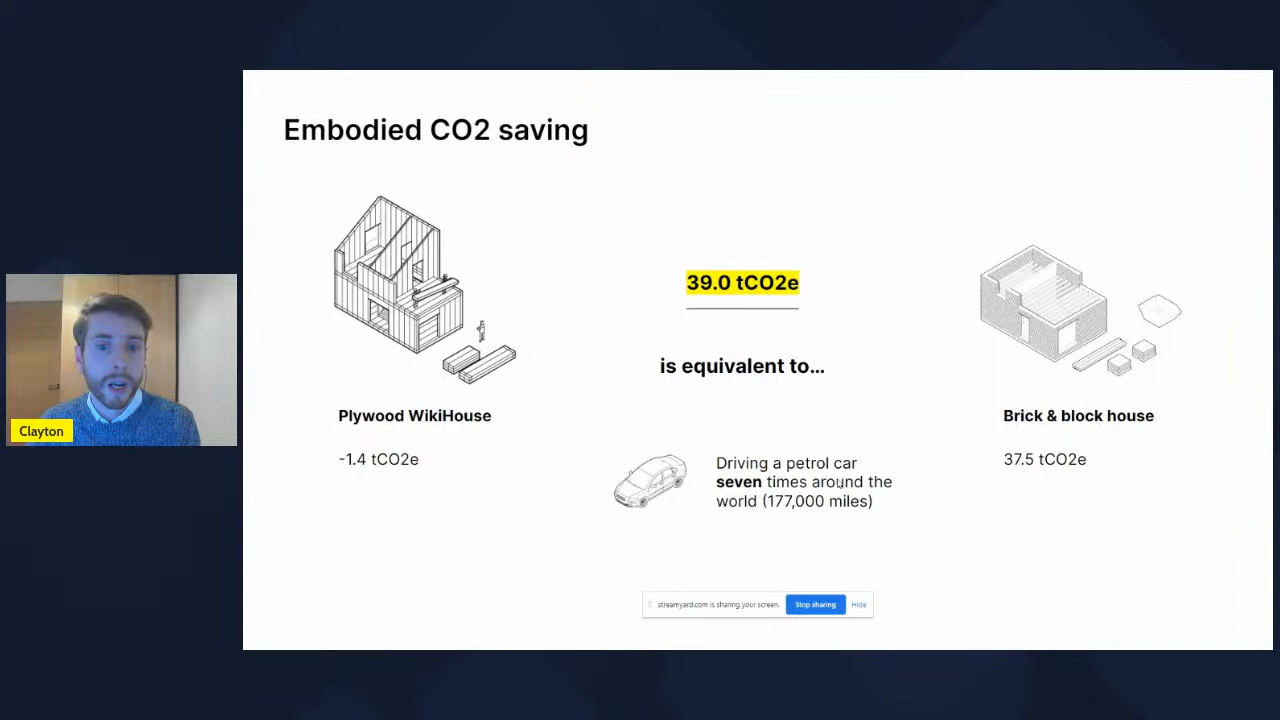 Embodied CO2 saving
39.0 tCO2e
is equivalent to...
Plywood WikiHouse
-1.4 tCO2e
Driving a petrol car
seven times around the
world (177,000 miles)
Brick & block house
37.5 tCO2e
Clayton
streamyard.com is sharing your screen.
Stop sharing
Hide